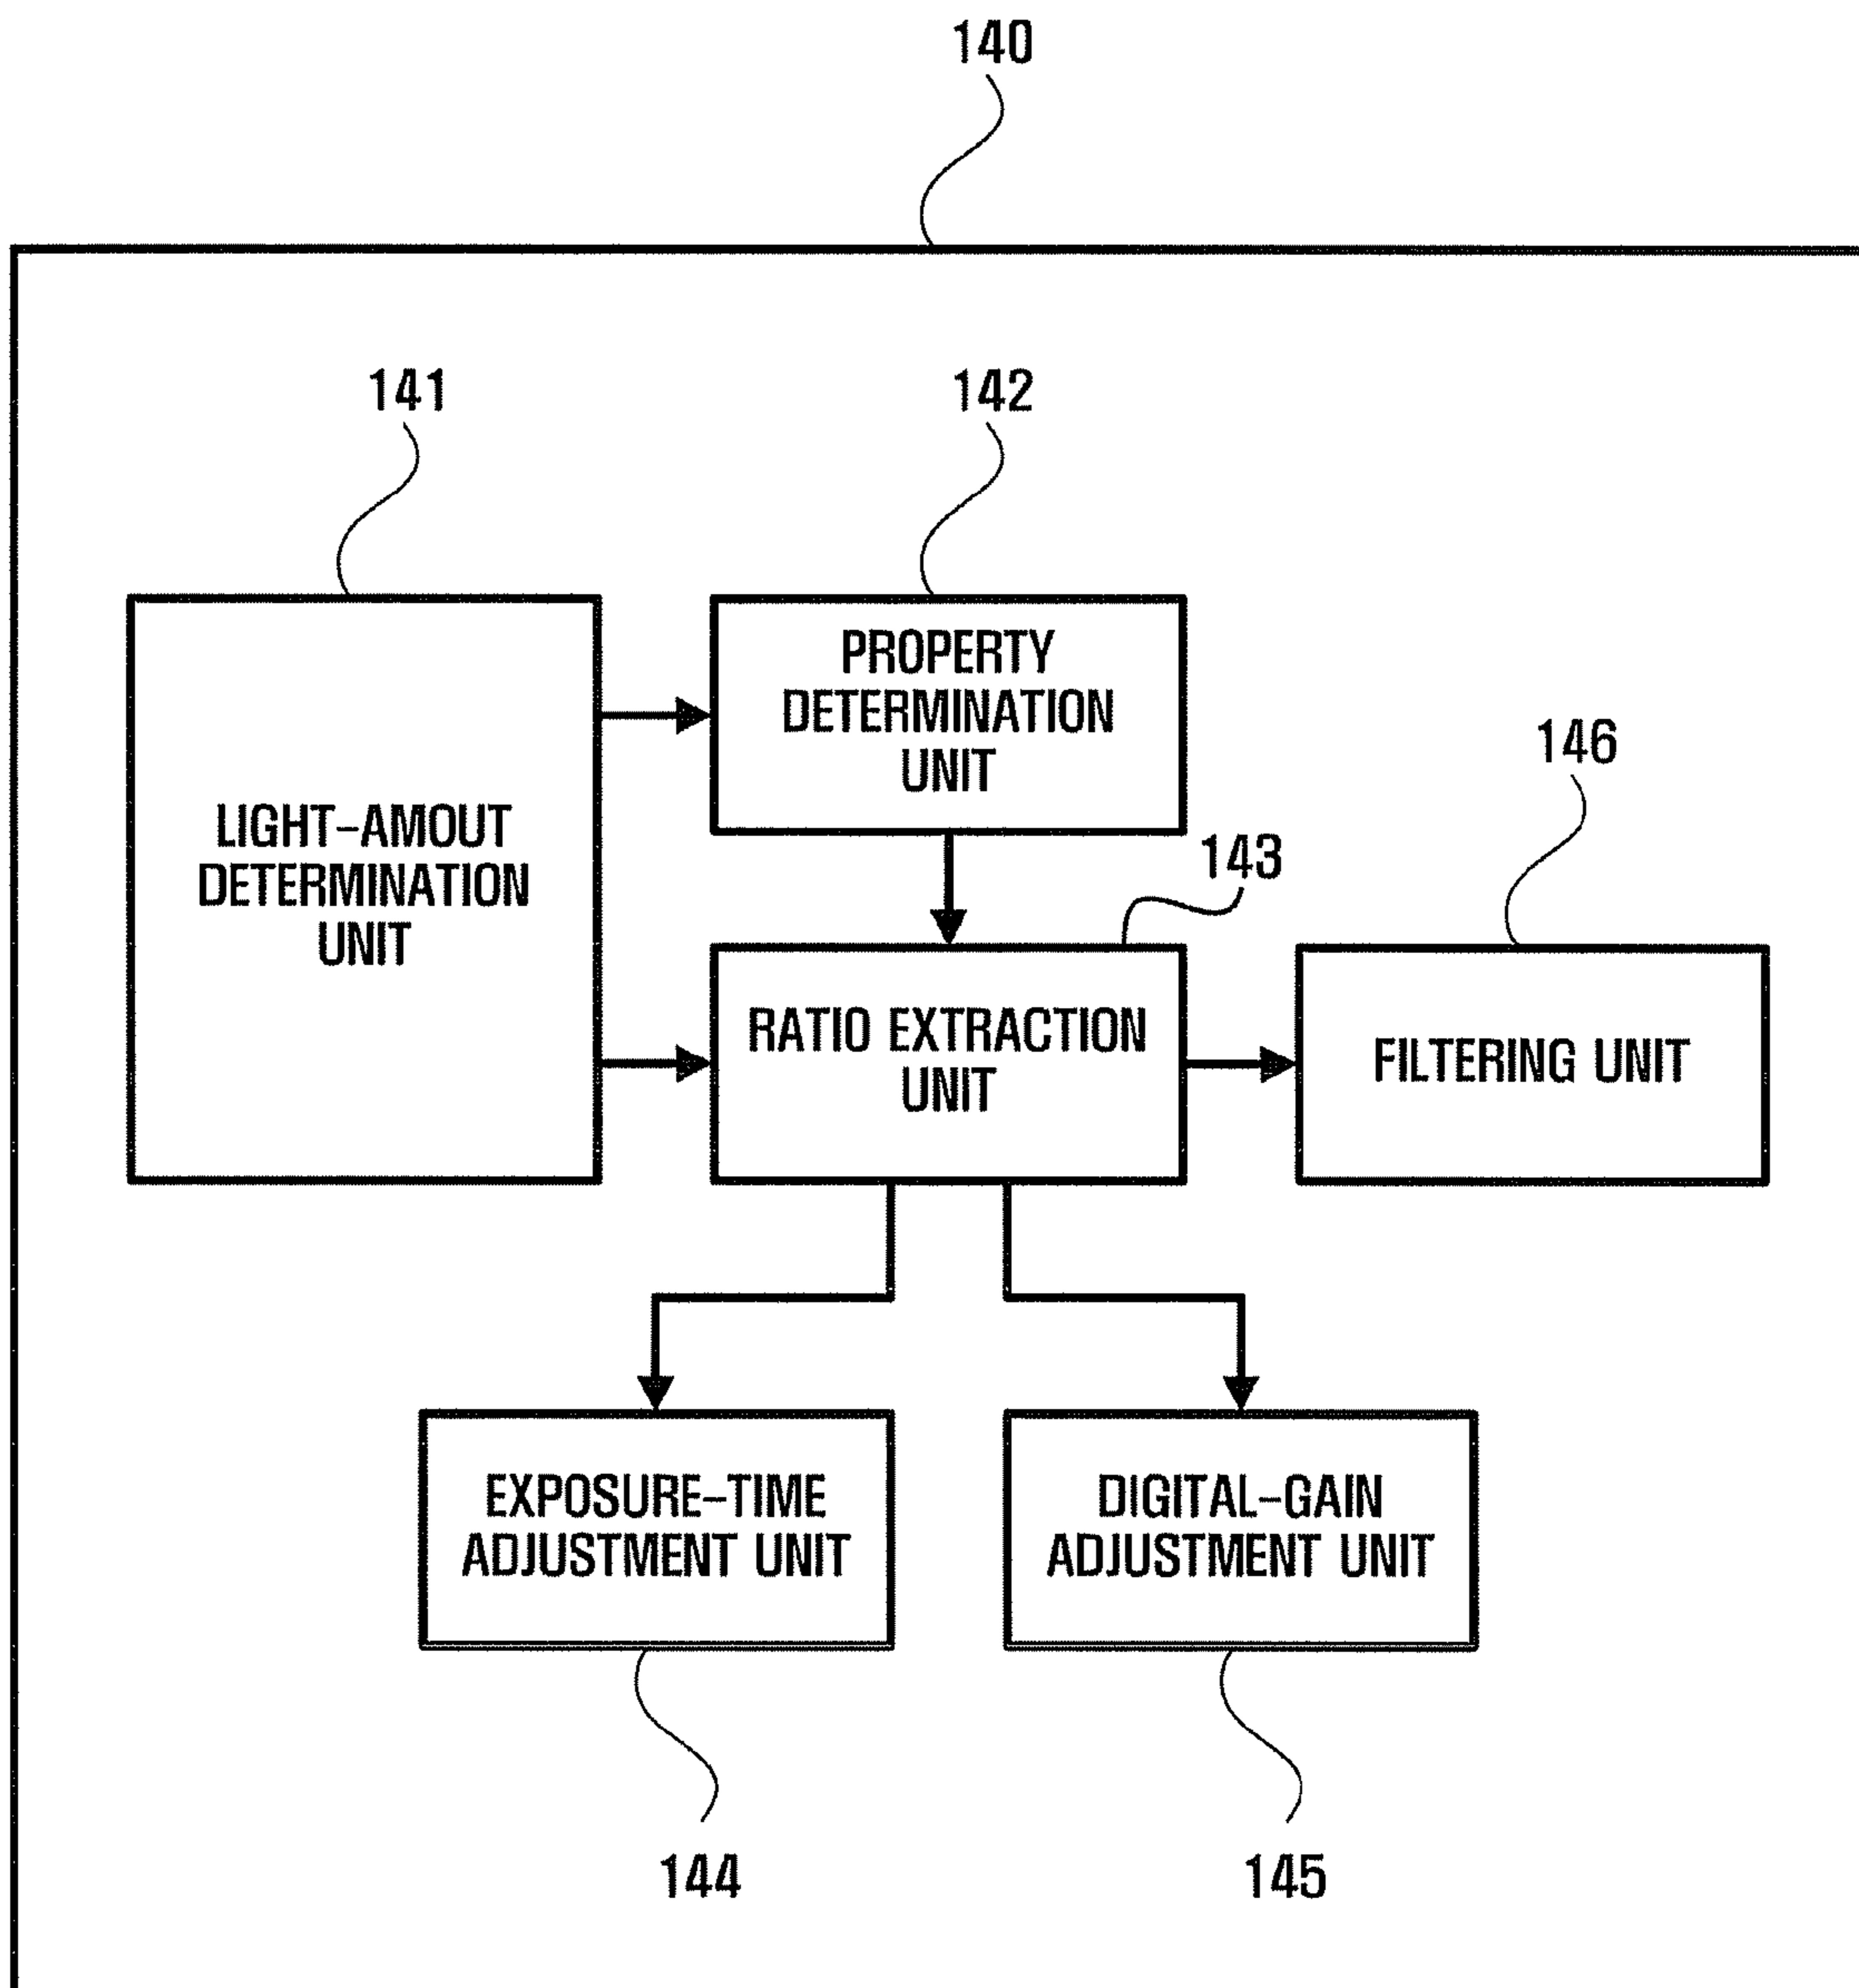 140
141
142
PROPERTY
DETERMINATION
UNIT
146
LIGHT-AMOUT
DETERMINATION
UNIT
143
RATIO EXTRACTION
UNIT
FILTERING UNIT
EXPOSURE-TIME
ADJUSTMENT UNIT
DIGITAL-GAIN
ADJUSTMENT UNIT
144
145